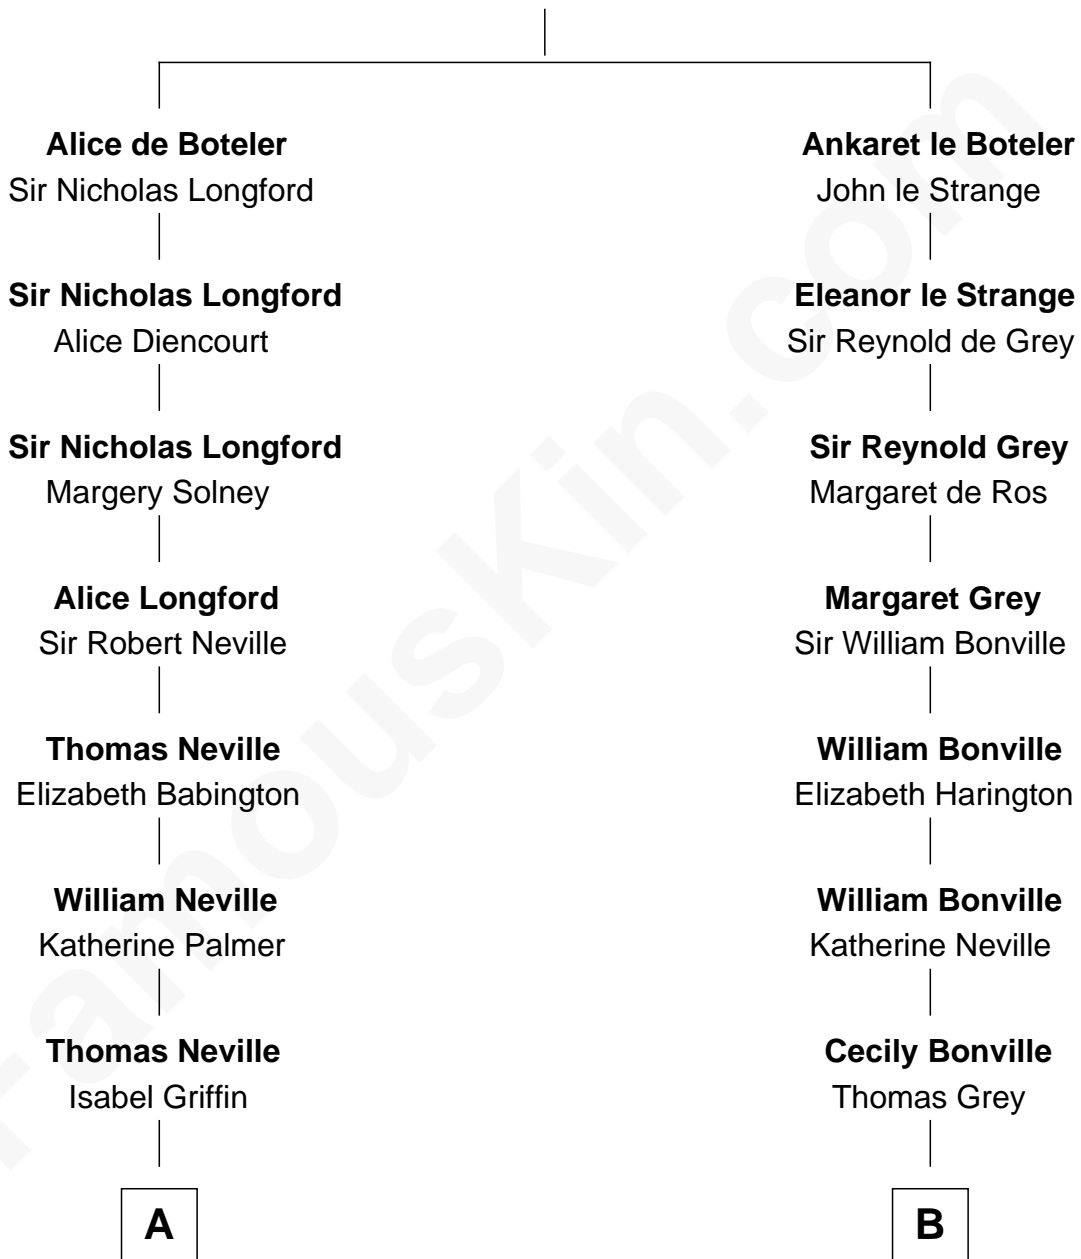 Alice de Boteler
Sir Nicholas Longford
Sir Nicholas Longford
Alice Diencourt
Sir Nicholas Longford
Margery Solney
Alice Longford
Sir Robert Neville
Thomas Neville
Elizabeth Babington
William Neville
Katherine Palmer
Thomas Neville
Isabel Griffin
A
Ankaret le Boteler
John le Strange
Eleanor le Strange
Sir Reynold de Grey
Sir Reynold Grey
Margaret de Ros
Margaret Grey
Sir William Bonville
William Bonville
Elizabeth Harington
William Bonville
Katherine Neville
Cecily Bonville
Thomas Grey
B
FamousKin.com